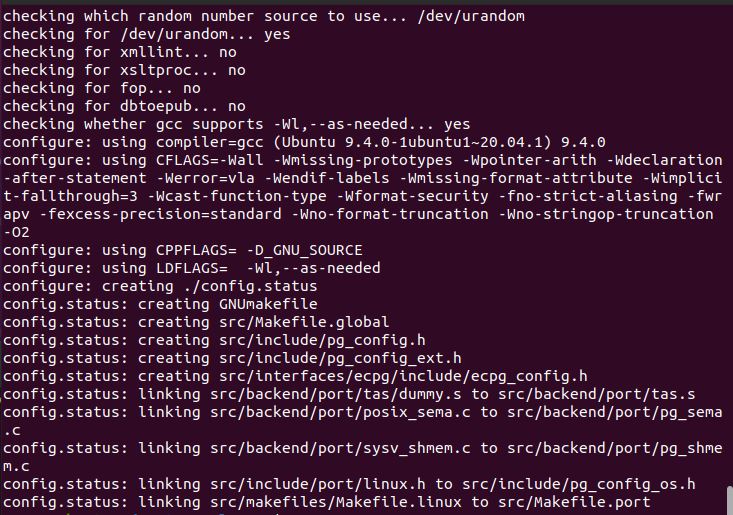 checking which random number source to use... /dev/urandom
checking for /dev/urandom... yes
checking for xmllint... no
checking for xsltproc... no
checking for fop... no
checking for dbtoepub... no
checking whether gcc supports -Wl,--as-needed... yes
configure: using compiler=gcc (Ubuntu 9.4.0-1ubuntu1~20.04.1) 9.4.0
configure: using CFLAGS=-Wall -Wmissing-prototypes -Wpointer-arith -Wdeclaration
-after-statement -Werror=vla -Wendif-labels -Wmissing-format-attribute -Wimplici
t-fallthrough=3 -Wcast-function-type -Wformat-security -fno-strict-aliasing -fwr
apv -fexcess-precision=standard -Wno-format-truncation -Wno-stringop-truncation
-O2
configure: using CPPFLAGS= -D_GNU_SOURCE
configure: using LDFLAGS=  -Wl,--as-needed
configure: creating ./config.status
config.status: creating GNUmakefile
config.status: creating src/Makefile.global
config.status: creating src/include/pg_config.h
config.status: creating src/include/pg_config_ext.h
config.status: creating src/interfaces/ecpg/include/ecpg_config.h
config.status: linking src/backend/port/tas/dummy.s to src/backend/port/tas.s
config.status: linking src/backend/port/posix_sema.c to src/backend/port/pg_sema
.c
config.status: linking src/backend/port/sysv_shmem.c to src/backend/port/pg_shme
m.c
config.status: linking src/include/port/linux.h to src/include/pg_config_os.h
config.status: linking src/makefiles/Makefile.linux to src/Makefile.port